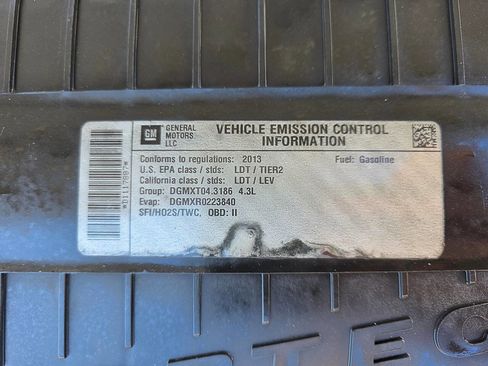 GM
GENERAL
MOTORS
LLC
VEHICLE EMISSION CONTROL
INFORMATION
Conforms to regulations: 2013 Fuel: Gasoline
U.S. EPA class / stds: LDT / TIER2
California class / stds: LDT / LEV
Group: DGMXT04.3186 4.3L
Evap: DGMXR0223840
SFI/HO2S/TWC, OBD: II
RTEC